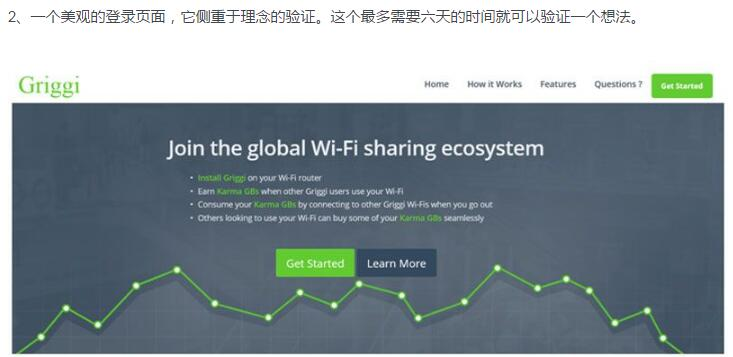 2、一个美观的登录页面，它侧重于理念的验证。这个最多需要六天的时间就可以验证一个想法。
Griggi
Home How it Works Features Questions ? Get Started
Join the global Wi-Fi sharing ecosystem
• Install Griggi on your Wi-Fi router
• Earn Karma GBs when other Griggi users use your Wi-Fi
• Consume your Karma GBs by connecting to other Griggi Wi-Fis when you go out
• Others looking to use your Wi-Fi can buy some of your Karma GBs seamlessly
Get Started Learn More